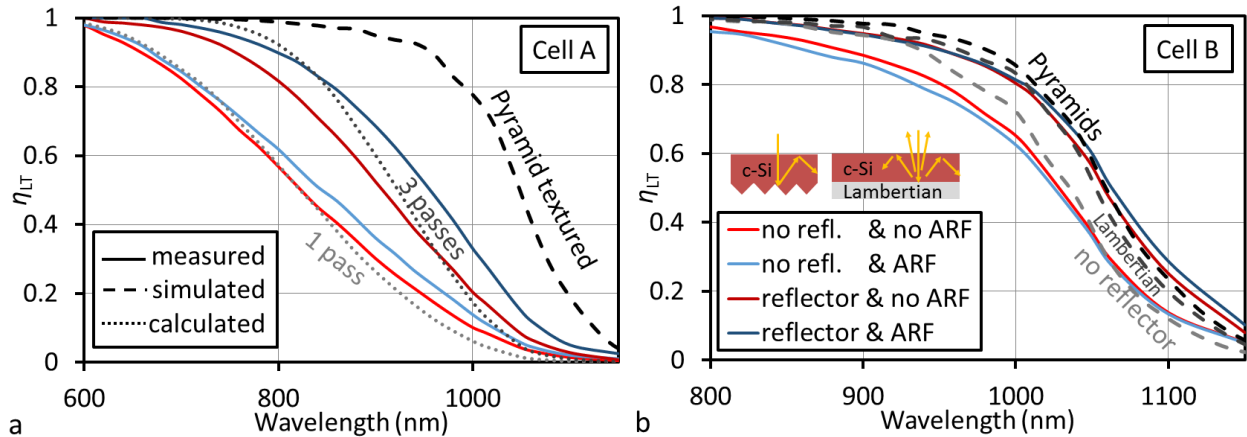 1
0.8
0.6
0.4
0.2
0
ηLT
Cell A
Pyramid textured
3 passes
1 pass
measured
simulated
calculated
600
800
1000
Wavelength (nm)
a
1
0.8
0.6
0.4
0.2
0
ηLT
Cell B
Pyramids
c-Si
c-Si
Lambertian
Lambertian
no reflector
no refl. & no ARF
no refl. & ARF
reflector & no ARF
reflector & ARF
800
900
1000
1100
Wavelength (nm)
b